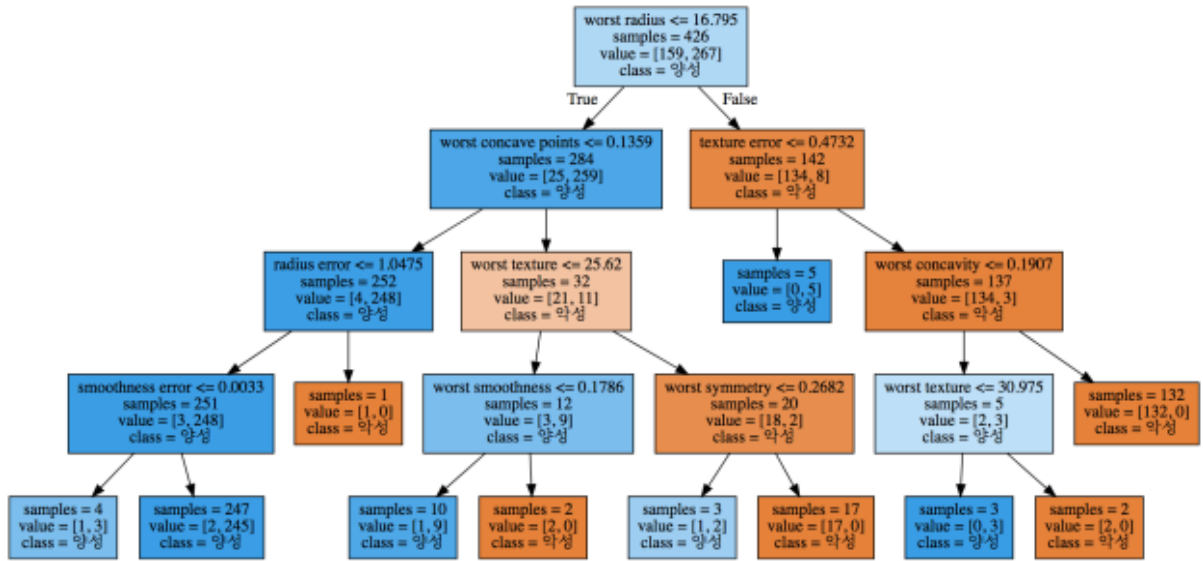 worst radius <= 16.795
samples = 426
value = [159, 267]
class = 양성
True
False
worst concave points <= 0.1359
samples = 284
value = [25, 259]
class = 양성
texture error <= 0.4732
samples = 142
value = [134, 8]
class = 악성
radius error <= 1.0475
samples = 252
value = [4, 248]
class = 양성
worst texture <= 25.62
samples = 32
value = [21, 11]
class = 악성
samples = 5
value = [0, 5]
class = 양성
worst concavity <= 0.1907
samples = 137
value = [134, 3]
class = 악성
smoothness error <= 0.0033
samples = 251
value = [3, 248]
class = 양성
samples = 1
value = [1, 0]
class = 악성
worst smoothness <= 0.1786
samples = 12
value = [3, 9]
class = 양성
worst symmetry <= 0.2682
samples = 20
value = [18, 2]
class = 악성
worst texture <= 30.975
samples = 5
value = [2, 3]
class = 양성
samples = 132
value = [132, 0]
class = 악성
samples = 4
value = [1, 3]
class = 양성
samples = 247
value = [2, 245]
class = 양성
samples = 10
value = [1, 9]
class = 양성
samples = 2
value = [2, 0]
class = 악성
samples = 3
value = [1, 2]
class = 양성
samples = 17
value = [17, 0]
class = 악성
samples = 3
value = [0, 3]
class = 양성
samples = 2
value = [2, 0]
class = 악성